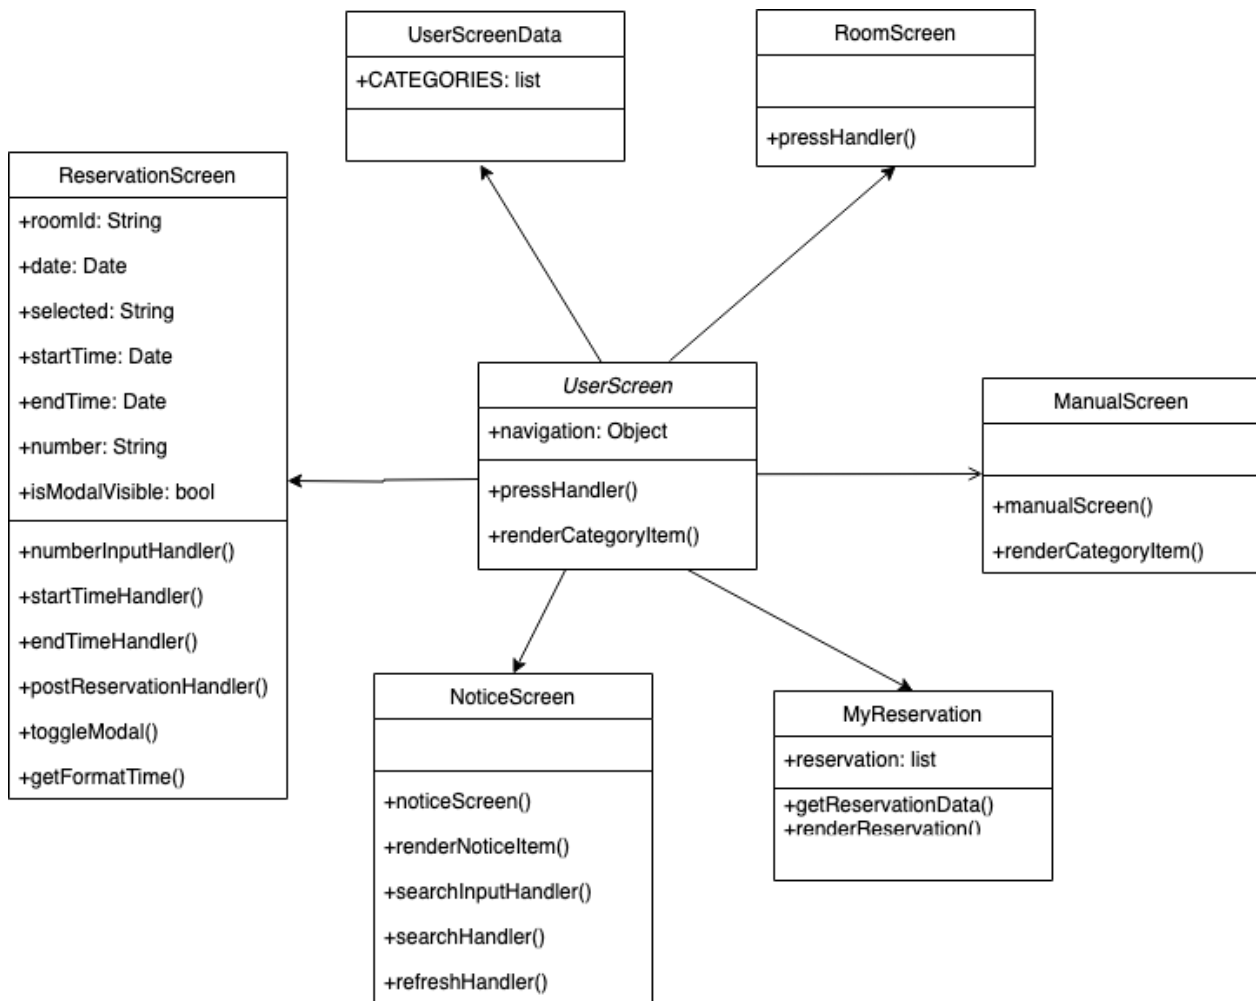 UserScreenData
+CATEGORIES: list
RoomScreen
+pressHandler()
ReservationScreen
+roomId: String
+date: Date
+selected: String
+startTime: Date
+endTime: Date
+number: String
+isModalVisible: bool
+numberInputHandler()
+startTimeHandler()
+endTimeHandler()
+postReservationHandler()
+toggleModal()
+getFormatTime()
UserScreen
+navigation: Object
+pressHandler()
+renderCategoryItem()
ManualScreen
+manualScreen()
+renderCategoryItem()
NoticeScreen
+noticeScreen()
+renderNoticeItem()
+searchInputHandler()
+searchHandler()
+refreshHandler()
MyReservation
+reservation: list
+getReservationData()
+renderReservation()